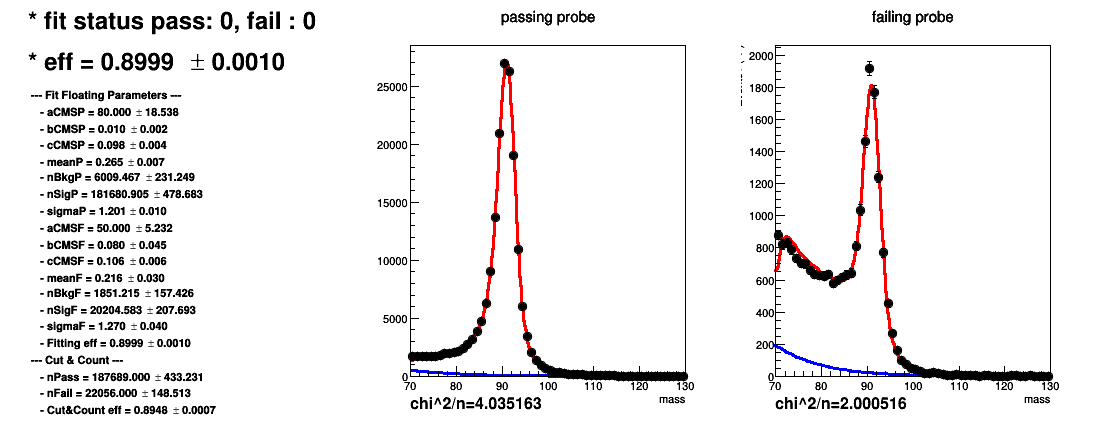 * fit status pass: 0, fail : 0
* eff = 0.8999 ± 0.0010
--- Fit Floating Parameters ---
- aCMSP = 80.000 ± 18.538
- bCMSP = 0.010 ± 0.002
- cCMSP = 0.098 ± 0.004
- meanP = 0.265 ± 0.007
- nBkgP = 6009.467 ± 231.249
- nSigP = 181680.905 ± 478.683
- sigmaP = 1.201 ± 0.010
- aCMSF = 50.000 ± 5.232
- bCMSF = 0.080 ± 0.045
- cCMSF = 0.106 ± 0.006
- meanF = 0.216 ± 0.030
- nBkgF = 1851.215 ± 157.426
- nSigF = 20204.583 ± 207.693
- sigmaF = 1.270 ± 0.040
- Fitting eff = 0.8999 ± 0.0010
--- Cut & Count ---
- nPass = 187689.000 ± 433.231
- nFail = 22056.000 ± 148.513
- Cut&Count eff = 0.8948 ± 0.0007
passing probe
25000
20000
15000
10000
5000
0
70 80 90 100 110 120 130
mass
chi^2/n=4.035163
failing probe
2000
1800
1600
1400
1200
1000
800
600
400
200
0
70 80 90 100 110 120 130
mass
chi^2/n=2.000516